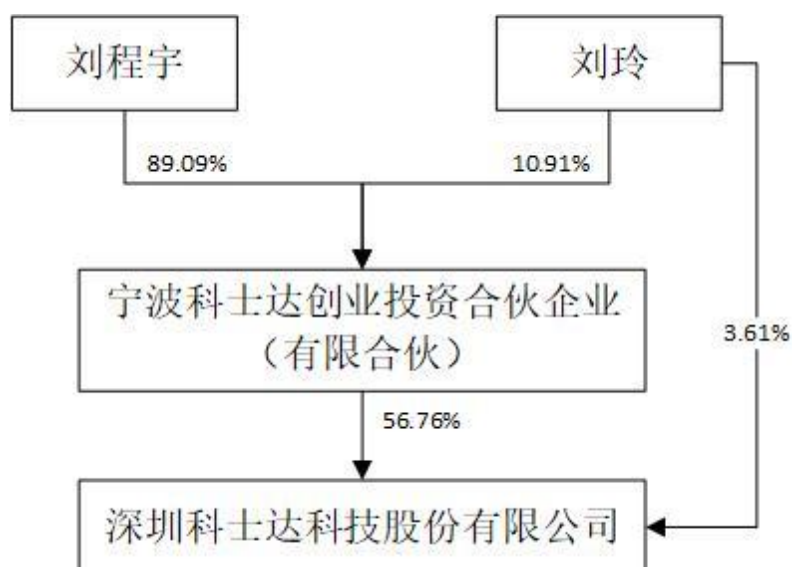 刘程宇
刘玲
89.09%
10.91%
宁波科士达创业投资合伙企业
（有限合伙）
3.61%
56.76%
深圳科士达科技股份有限公司